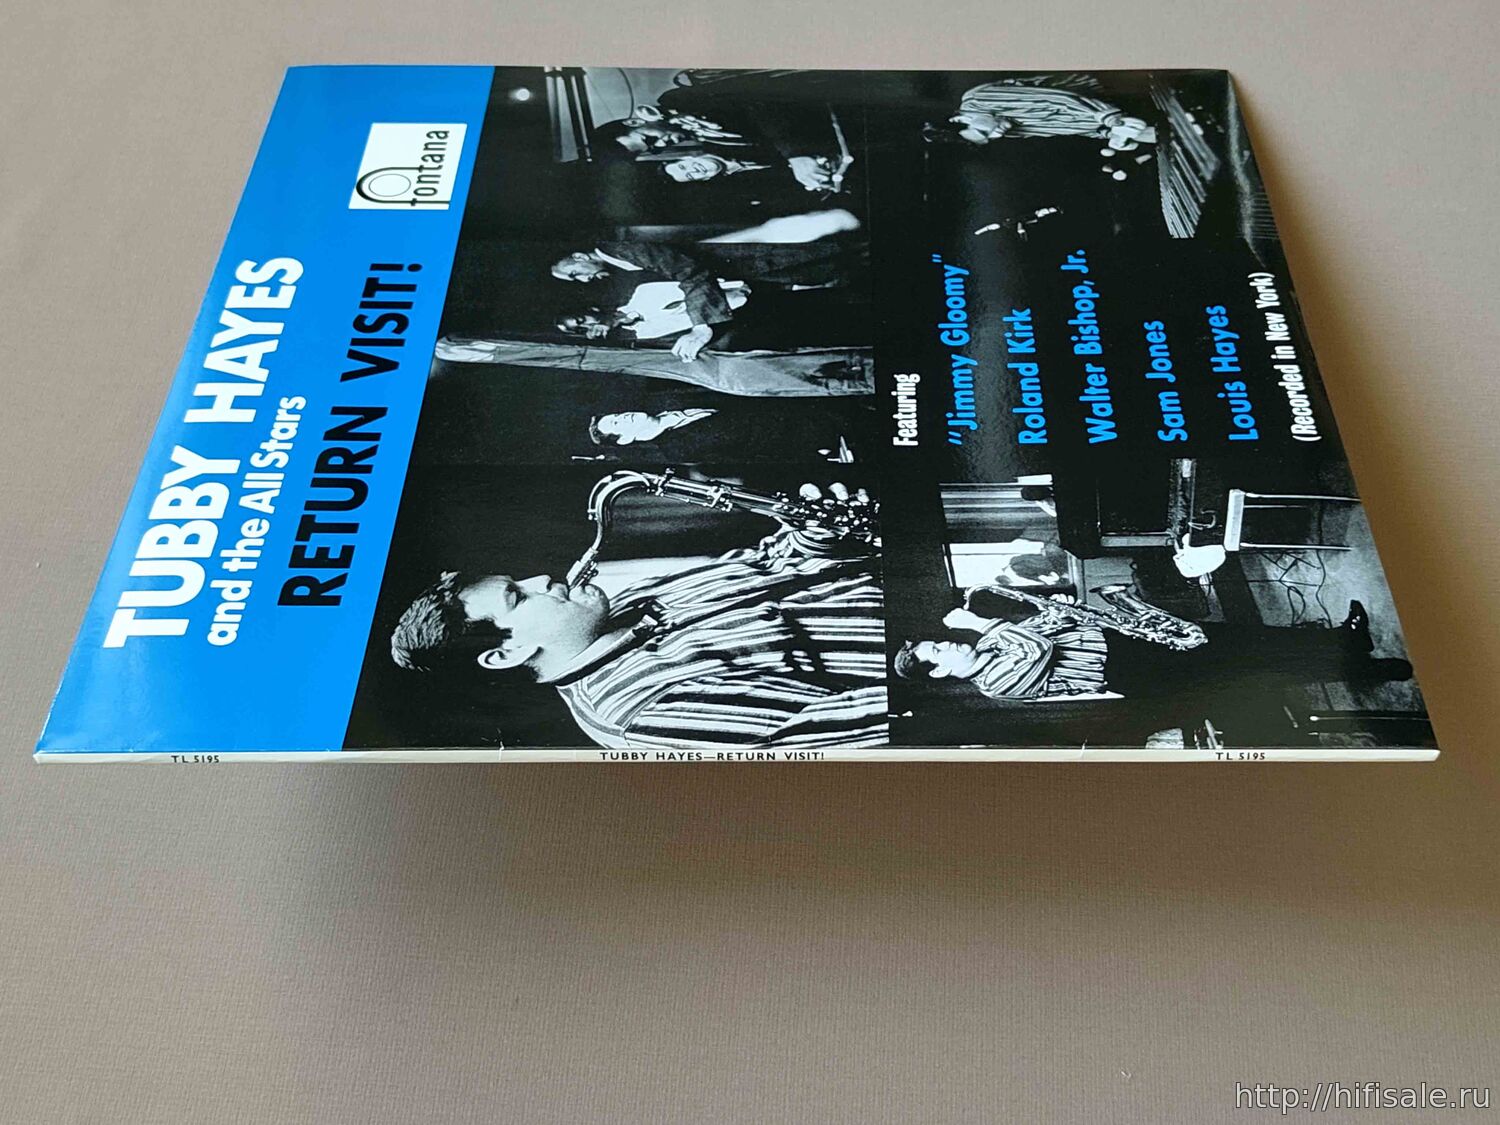 TUBBY HAYES
and the All Stars
RETURN VISIT!
fontana
Featuring
"Jimmy Gloomy"
Roland Kirk
Walter Bishop, Jr.
Sam Jones
Louis Hayes
(Recorded in New York)
TL 5195
TUBBY HAYES—RETURN VISIT!
TL 5195
http://hifisale.ru